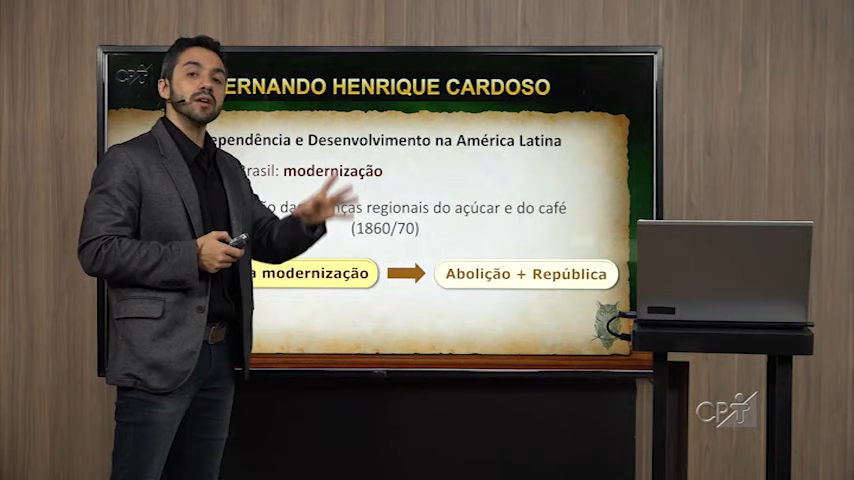 CPT
ERNANDO HENRIQUE CARDOSO
ependência e Desenvolvimento na América Latina
Brasil: modernização
regionais do açúcar e do café
(1860/70)
a modernização
Abolição + República
CPT